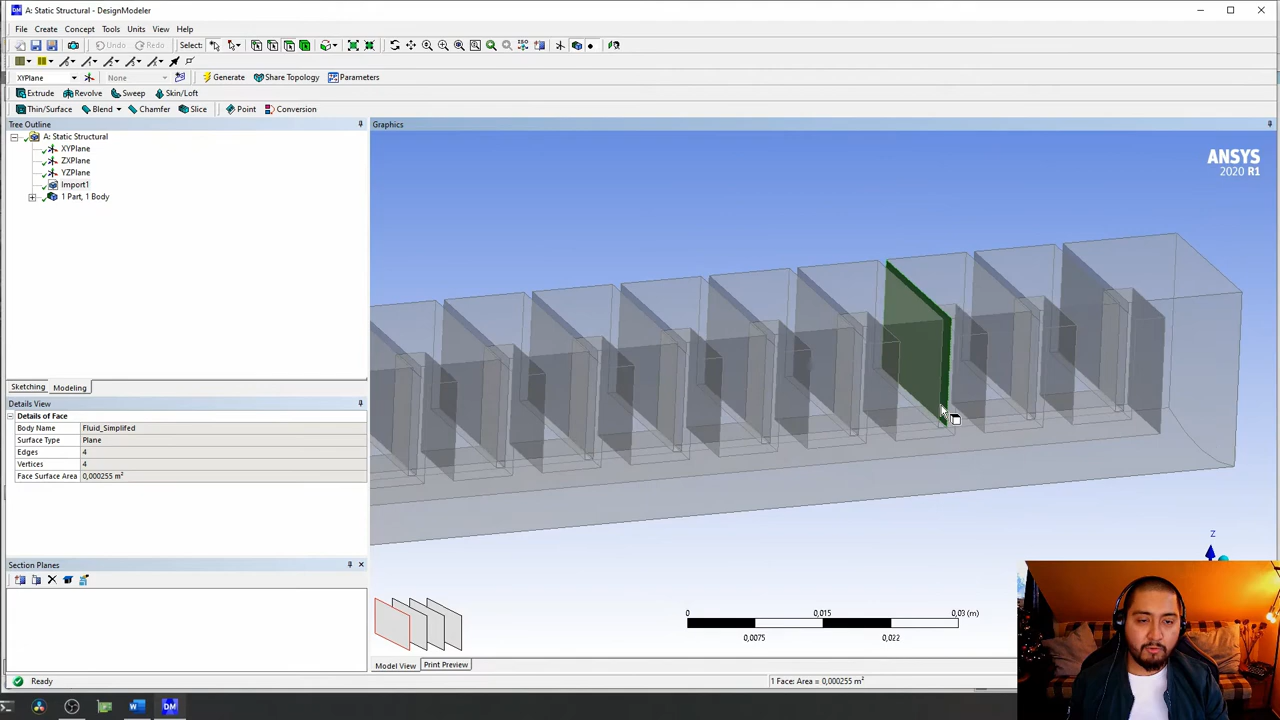 A: Static Structural - DesignModeler
File Create Concept Tools Units View Help
Undo Redo Select:
XYPlane None Generate Share Topology Parameters
Extrude Revolve Sweep Skin/Loft
Thin/Surface Blend Chamfer Slice Point Conversion
Tree Outline
Graphics
A: Static Structural
XYPlane
ZXPlane
YZPlane
Import1
1 Part, 1 Body
ANSYS
2020 R1
Sketching Modeling
Details View
Details of Face
Body Name Fluid_Simplifed
Surface Type Plane
Edges 4
Vertices 4
Face Surface Area 0,000255 m²
Section Planes
Z
0 0,015 0,03 (m)
0,0075 0,022
Model View Print Preview
Ready
1 Face: Area = 0,000255 m²
DM